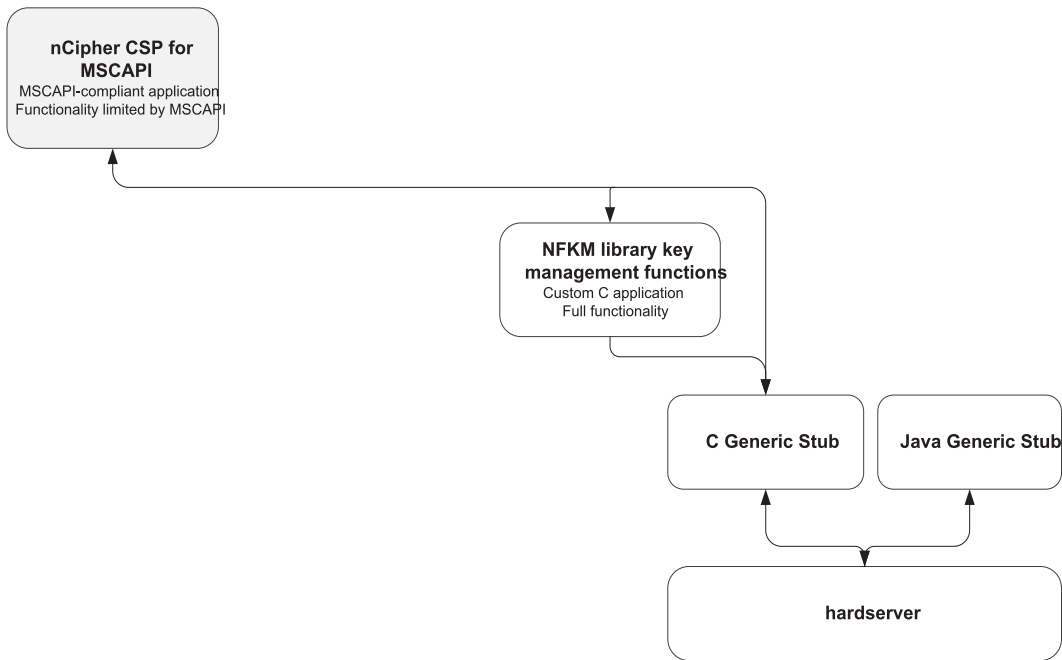 nCipher CSP for
MSCAPI
MSCAPI-compliant application
Functionality limited by MSCAPI
NFKM library key
management functions
Custom C application
Full functionality
C Generic Stub
Java Generic Stub
hardserver